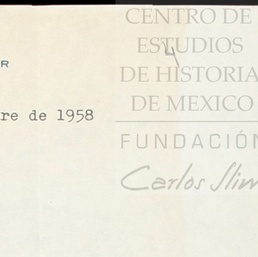 CENTRO DE
ESTUDIOS
DE HISTORIA
DE MEXICO
FUNDACIÓN
Carlos Slim
R
re de 1958